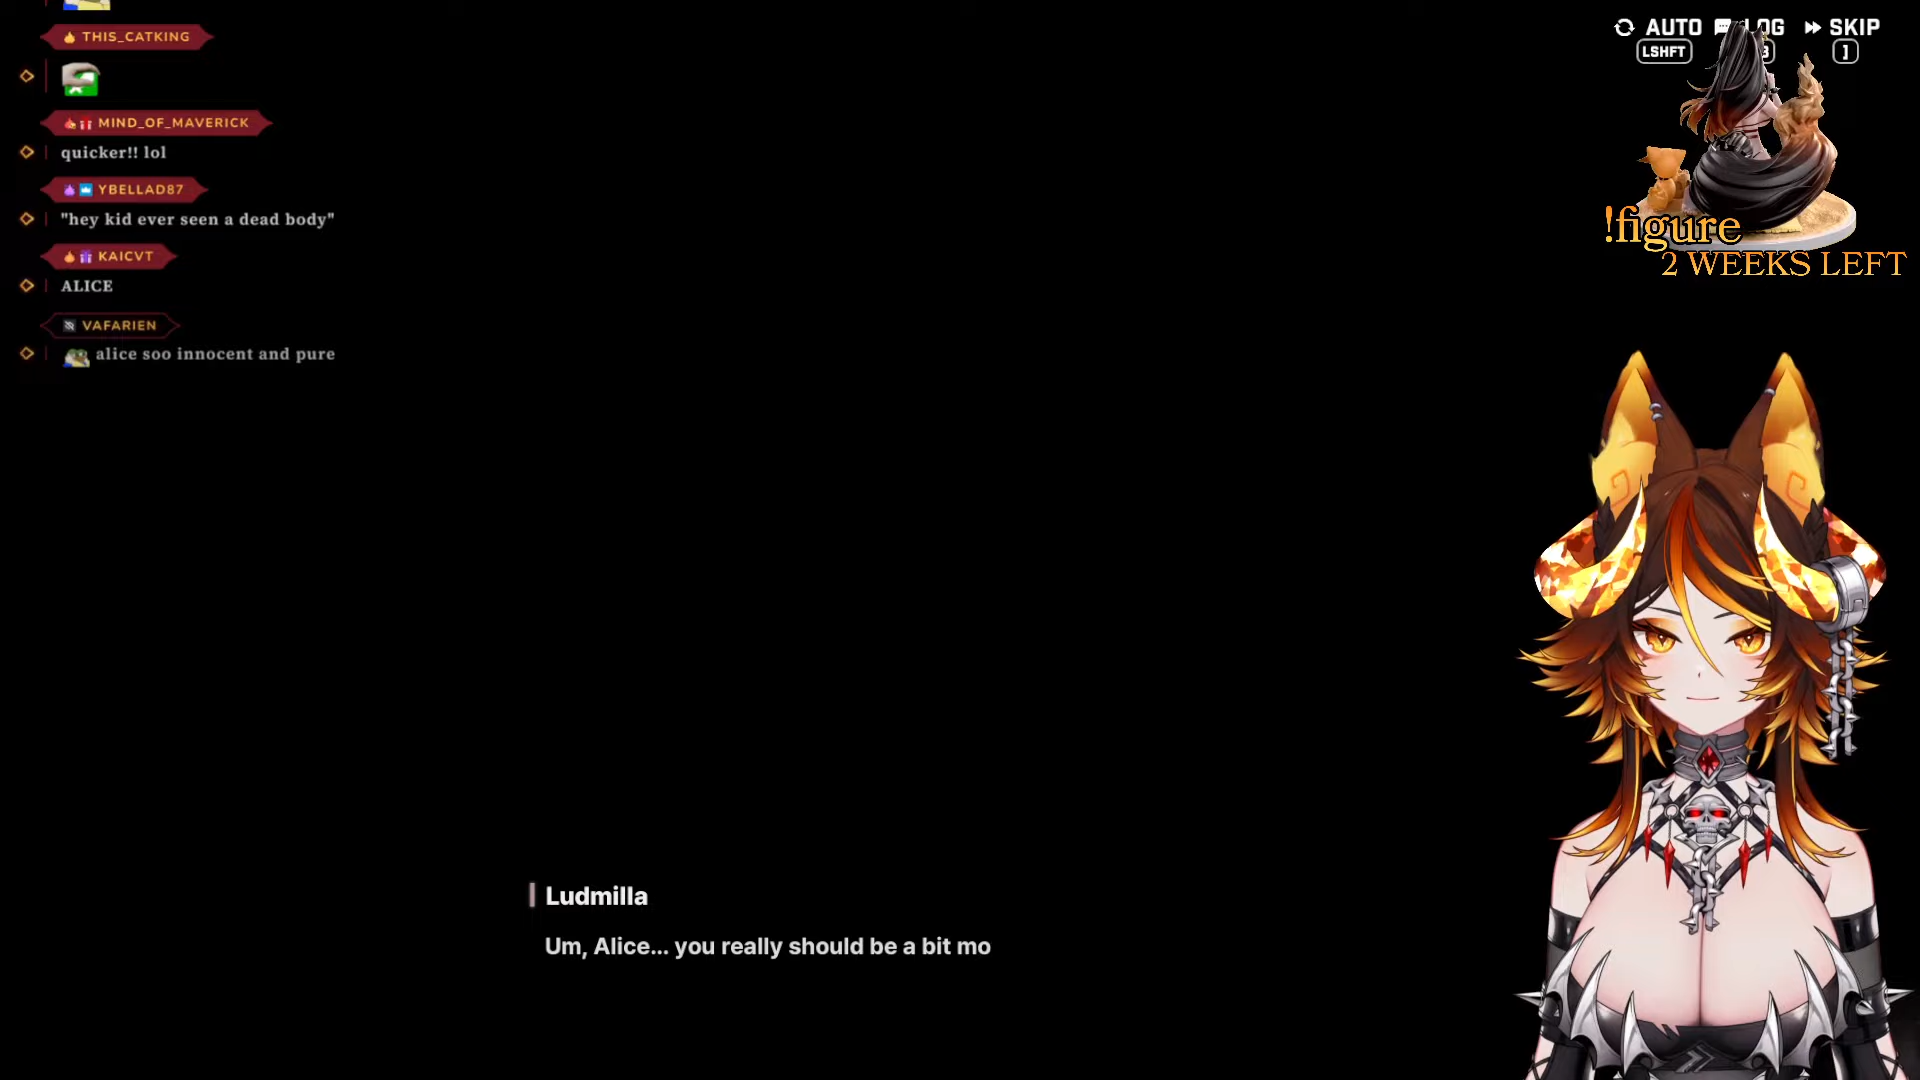 THIS_CATKING
MIND_OF_MAVERICK
quicker!! lol
YBELLAD87
"hey kid ever seen a dead body"
KAICVT
ALICE
VAFARIEN
alice soo innocent and pure
AUTO LOG SKIP
LSHFT ]
!figure
2 WEEKS LEFT
Ludmilla
Um, Alice... you really should be a bit mo